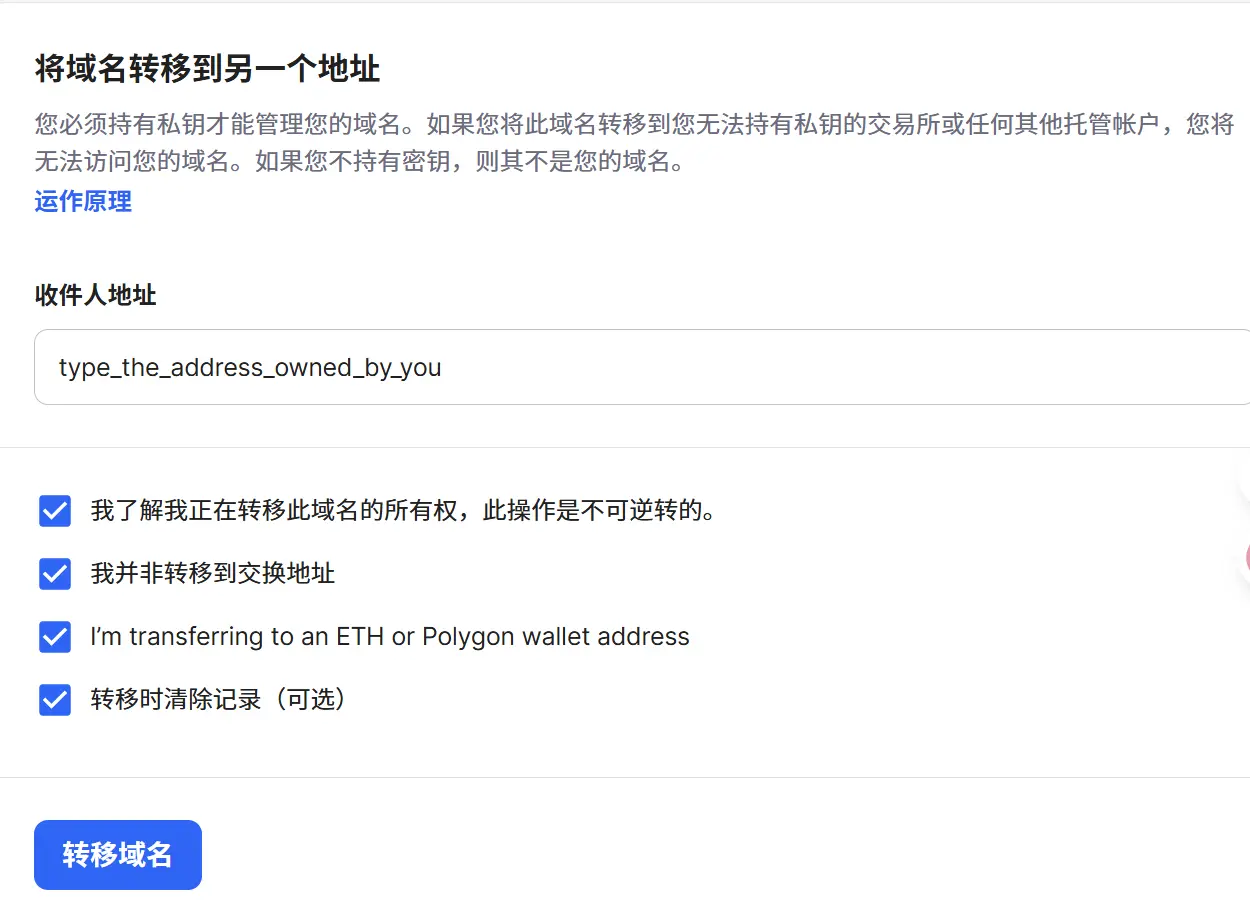 将域名转移到另一个地址
您必须持有私钥才能管理您的域名。如果您将此域名转移到您无法持有私钥的交易所或任何其他托管帐户，您将
无法访问您的域名。如果您不持有密钥，则其不是您的域名。
运作原理
收件人地址
type_the_address_owned_by_you
我了解我正在转移此域名的所有权，此操作是不可逆转的。
我并非转移到交换地址
I’m transferring to an ETH or Polygon wallet address
转移时清除记录（可选）
转移域名